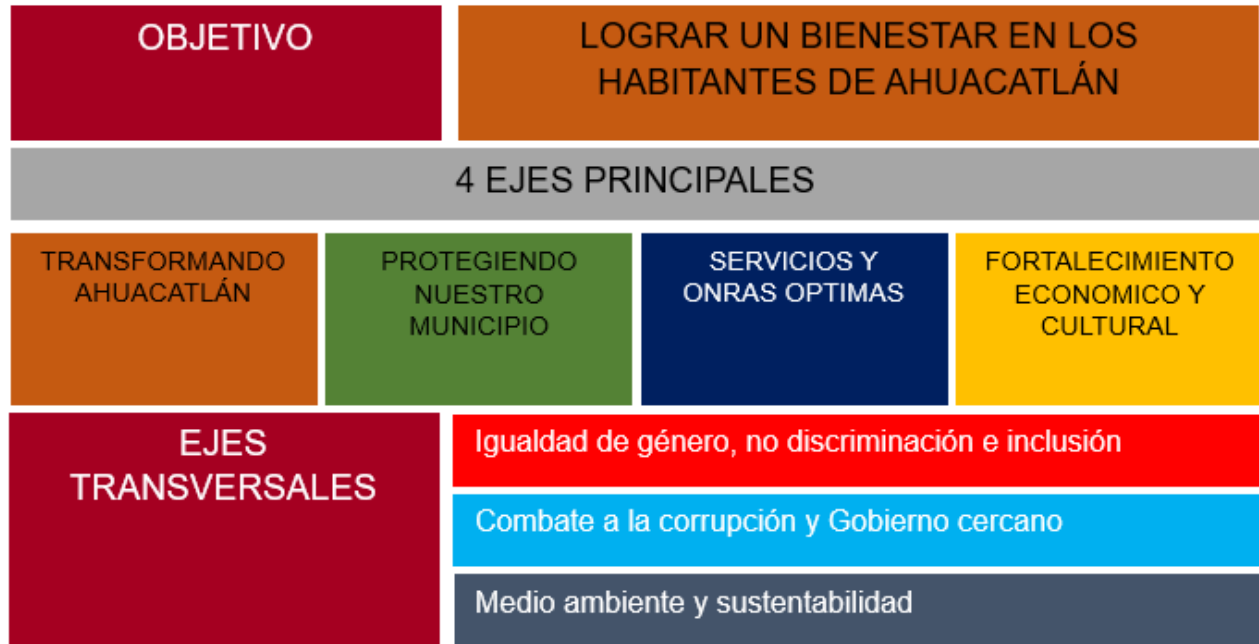 OBJETIVO
LOGRAR UN BIENESTAR EN LOS
HABITANTES DE AHUACATLÁN
4 EJES PRINCIPALES
TRANSFORMANDO
AHUACATLÁN
PROTEGIENDO
NUESTRO
MUNICIPIO
SERVICIOS Y
ONRAS OPTIMAS
FORTALECIMIENTO
ECONOMICO Y
CULTURAL
EJES
TRANSVERSALES
Igualdad de género, no discriminación e inclusión
Combate a la corrupción y Gobierno cercano
Medio ambiente y sustentabilidad